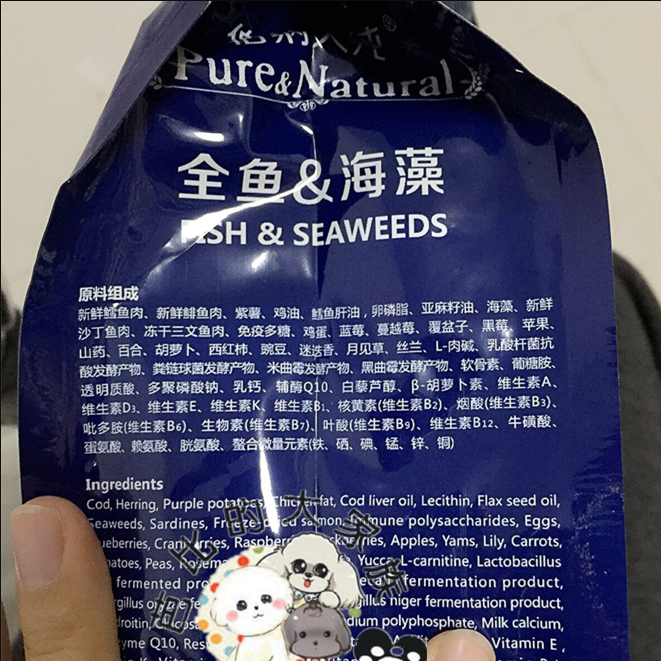 Pure&Natural
全鱼&海藻
FISH & SEAWEEDS
原料组成
新鲜鳕鱼肉、新鲜鲱鱼肉、紫薯、鸡油、鳕鱼肝油,卵磷脂、亚麻籽油、海藻、新鲜
沙丁鱼肉、冻干三文鱼肉、免疫多糖、鸡蛋、蓝莓、蔓越莓、覆盆子、黑莓、苹果、
山药、百合、胡萝卜、西红柿、豌豆、迷迭香、月见草、丝兰、L-肉碱、乳酸杆菌抗
酸发酵产物、粪链球菌发酵产物、米曲霉发酵产物、黑曲霉发酵产物、软骨素、葡糖胺、
透明质酸、多聚磷酸钠、乳钙、辅酶Q10、白藜芦醇、β-胡萝卜素、维生素A、
维生素D3、维生素E、维生素K、维生素B1、核黄素(维生素B2)、烟酸(维生素B3)、
吡多胺(维生素B6)、生物素(维生素B7)、叶酸(维生素B9)、维生素B12、牛磺酸、
蛋氨酸、赖氨酸、胱氨酸、螯合微量元素(铁、硒、碘、锰、锌、铜)
Ingredients
Cod, Herring, Purple potatoes, Chicken fat, Cod liver oil, Lecithin, Flax seed oil,
Seaweeds, Sardines, salmon, Immune polysaccharides, Eggs,
Cranberries, Apples, Yams, Lily, Carrots,
Peas, Yucca, L-carnitine, Lactobacillus
fermented fermentation product,
niger fermentation product,
polyphosphate, Milk calcium,
Q10, Vitamin E,
比的大家族